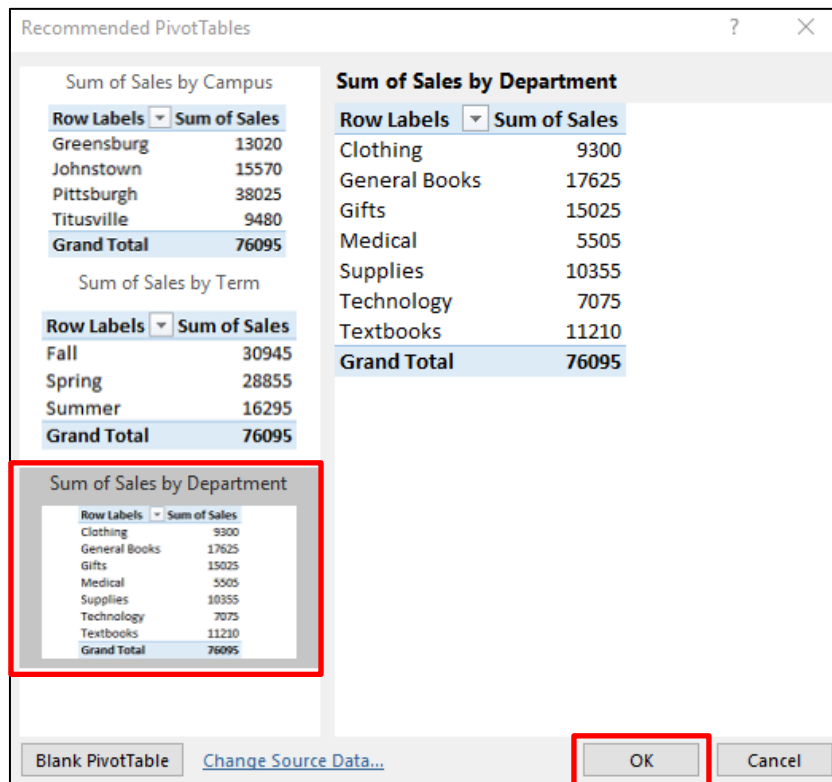 Recommended PivotTables ?
Sum of Sales by Campus
Row Labels Sum of Sales
Greensburg 13020
Johnstown 15570
Pittsburgh 38025
Titusville 9480
Grand Total 76095
Sum of Sales by Term
Row Labels Sum of Sales
Fall 30945
Spring 28855
Summer 16295
Grand Total 76095
Sum of Sales by Department
Row Labels Sum of Sales
Clothing 9300
General Books 17625
Gifts 15025
Medical 5505
Supplies 10355
Technology 7075
Textbooks 11210
Grand Total 76095
Sum of Sales by Department
Row Labels Sum of Sales
Clothing 9300
General Books 17625
Gifts 15025
Medical 5505
Supplies 10355
Technology 7075
Textbooks 11210
Grand Total 76095
Blank PivotTable Change Source Data... OK Cancel